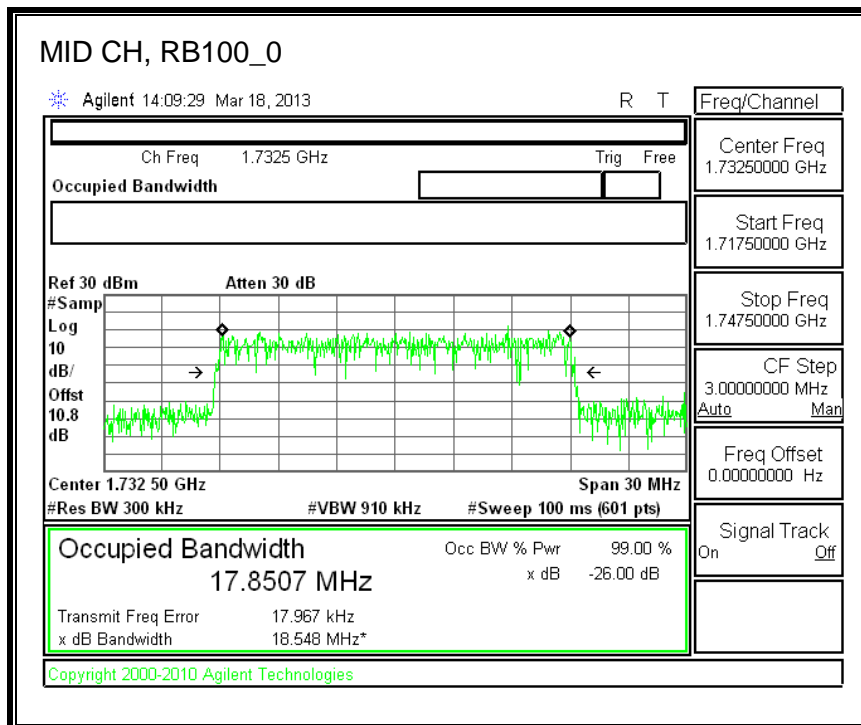 MID CH, RB100_0
Agilent 14:09:29 Mar 18, 2013 R T
Ch Freq 1.7325 GHz Trig Free
Occupied Bandwidth
Ref 30 dBm Atten 30 dB
#Samp
Log
10
dB/
Offst
10.8
dB
Center 1.732 50 GHz Span 30 MHz
#Res BW 300 kHz #VBW 910 kHz #Sweep 100 ms (601 pts)
Occupied Bandwidth Occ BW % Pwr 99.00 %
17.8507 MHz x dB -26.00 dB
Transmit Freq Error 17.967 kHz
x dB Bandwidth 18.548 MHz*
Copyright 2000-2010 Agilent Technologies
Freq/Channel
Center Freq
1.73250000 GHz
Start Freq
1.71750000 GHz
Stop Freq
1.74750000 GHz
CF Step
3.00000000 MHz
Auto Man
Freq Offset
0.00000000 Hz
Signal Track
On Off